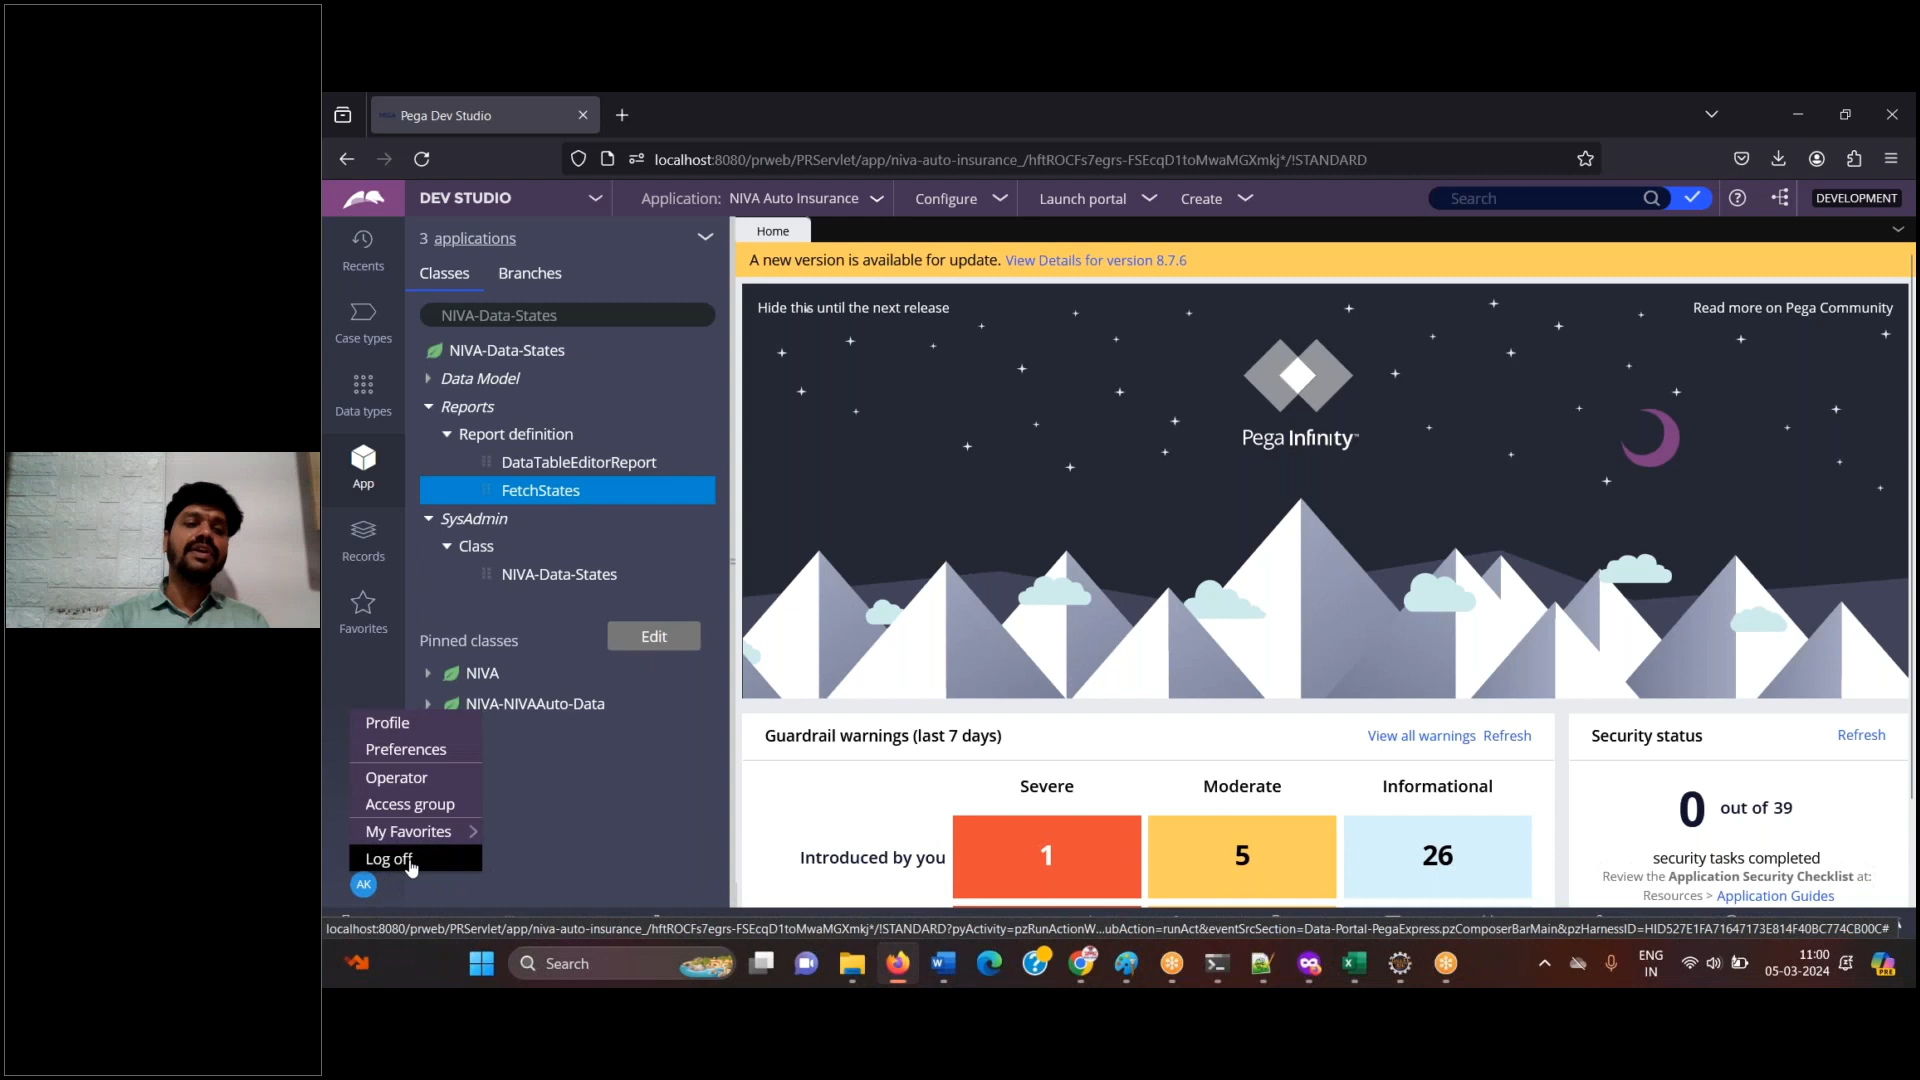 Pega Dev Studio
localhost:8080/prweb/PRServlet/app/niva-auto-insurance_/hftROCFs7egrs-FSEcqD1toMwaMGXmkj*/!STANDARD
DEV STUDIO
Application: NIVA Auto Insurance
Configure
Launch portal
Create
Search
DEVELOPMENT
Recents
Case types
Data types
App
Records
Favorites
3 applications
Classes
Branches
NIVA-Data-States
NIVA-Data-States
Data Model
Reports
Report definition
DataTableEditorReport
FetchStates
SysAdmin
Class
NIVA-Data-States
Pinned classes
Edit
NIVA
NIVA-NIVAAuto-Data
Profile
Preferences
Operator
Access group
My Favorites
Log off
AK
Home
A new version is available for update. View Details for version 8.7.6
Hide this until the next release
Read more on Pega Community
Pega Infinity™
Guardrail warnings (last 7 days)
View all warnings Refresh
Severe
Moderate
Informational
Introduced by you
1
5
26
Security status
Refresh
0 out of 39
security tasks completed
Review the Application Security Checklist at:
Resources > Application Guides
localhost:8080/prweb/PRServlet/app/niva-auto-insurance_/hftROCFs7egrs-FSEcqD1toMwaMGXmkj*/!STANDARD?pyActivity=pzRunActionW...ubAction=runAct&eventSrcSection=Data-Portal-PegaExpress.pzComposerBarMain&pzHarnessID=HID527E1FA71647173E814F40BC774CB00C#
Search
ENG
IN
11:00
05-03-2024
PRE